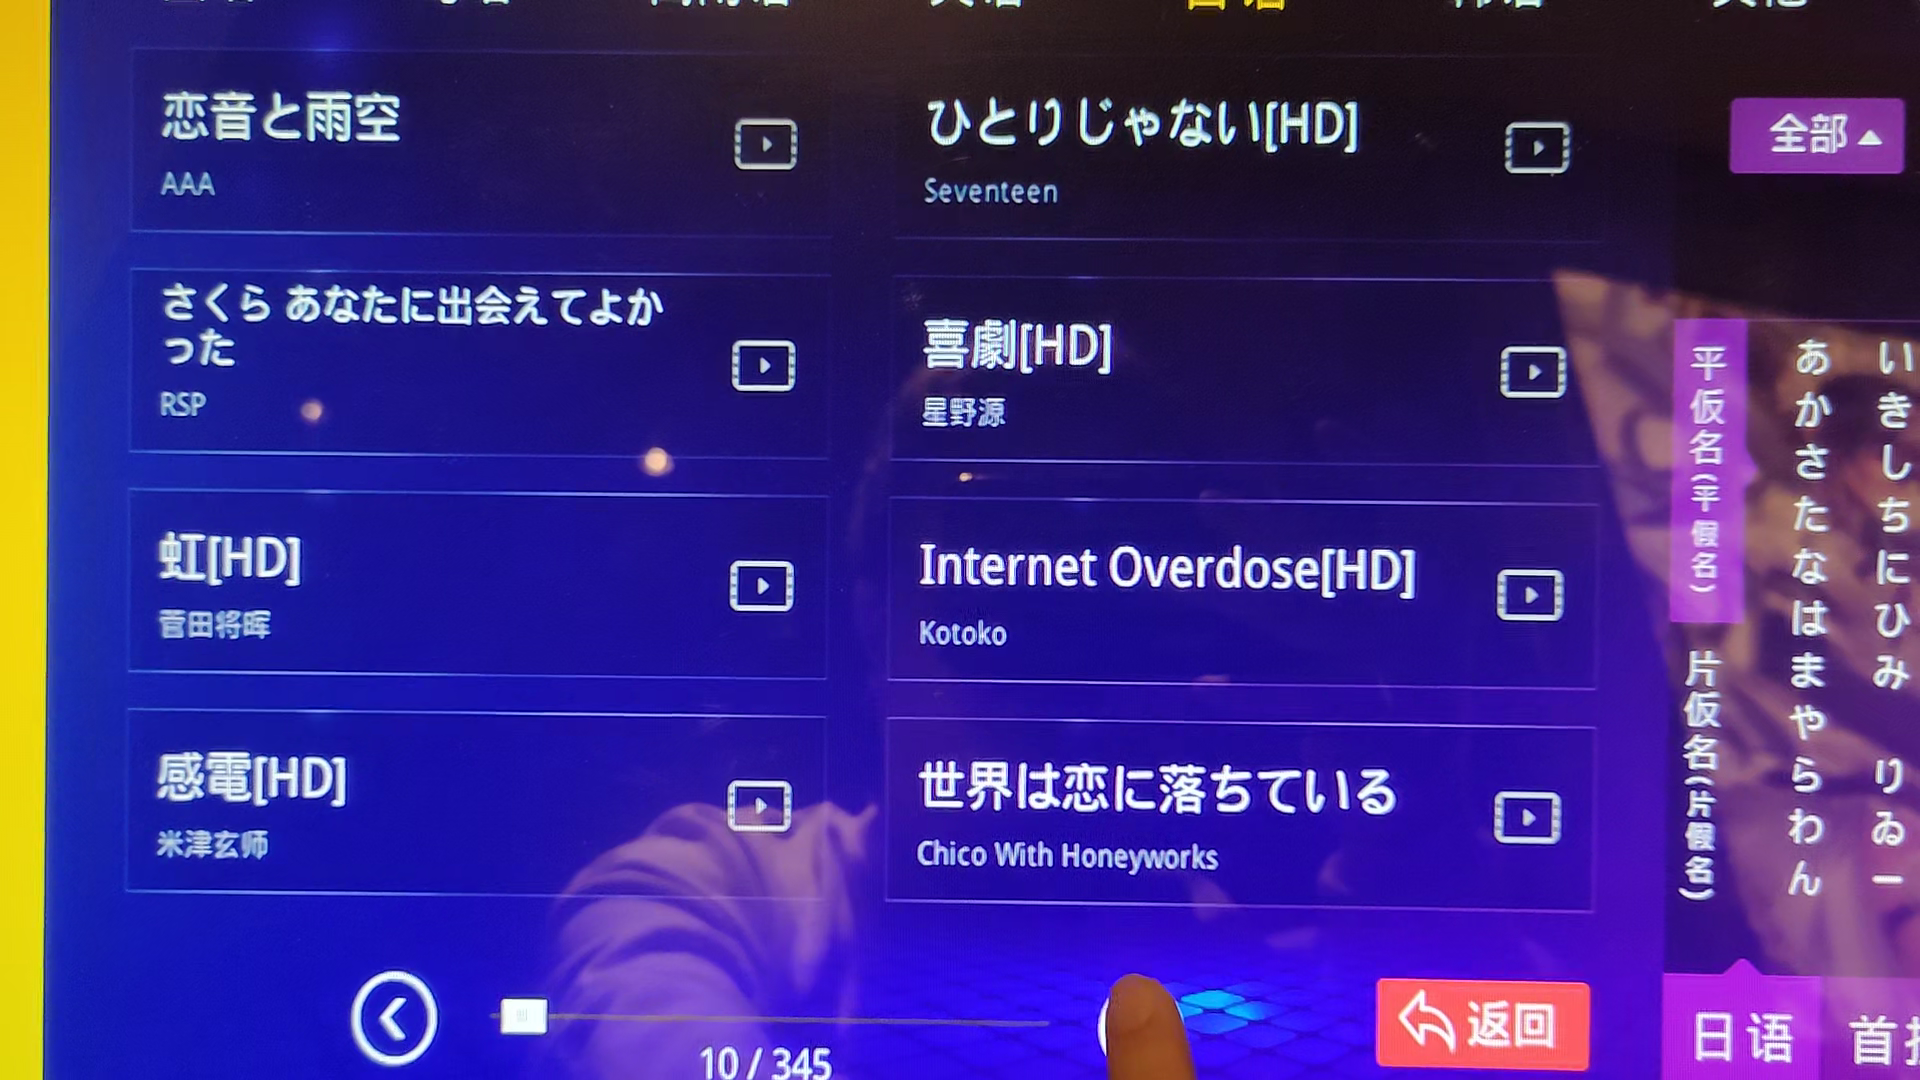 日语
恋音と雨空
AAA
ひとりじゃない[HD]
Seventeen
全部
さくら あなたに出会えてよか
った
RSP
喜劇[HD]
星野源
虹[HD]
菅田将晖
Internet Overdose[HD]
Kotoko
感電[HD]
米津玄师
世界は恋に落ちている
Chico With Honeyworks
平仮名(平假名)
片仮名(片假名)
あかさたなはまやらわん
いきしちにひみ りゐー
10 / 345
返回
日语
首